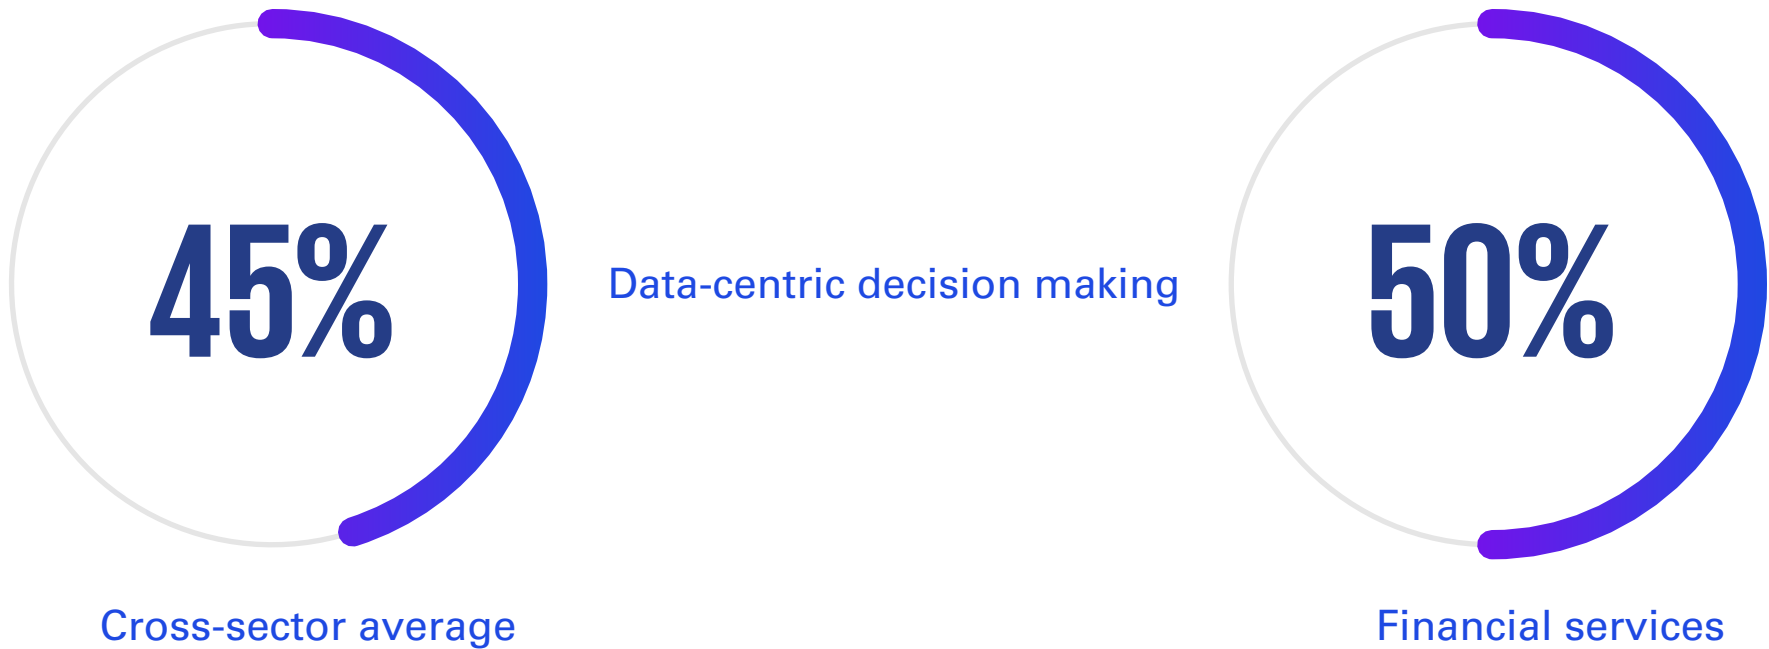 45%
Cross-sector average
Data-centric decision making
50%
Financial services